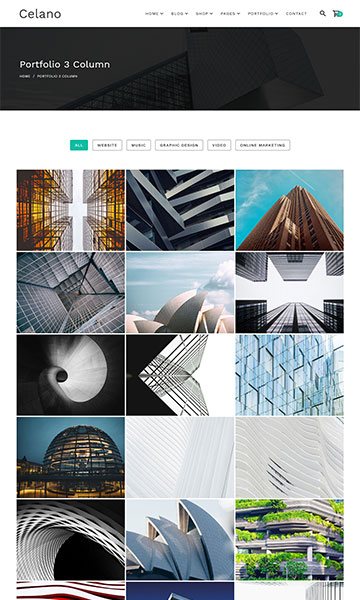 Celano
HOME BLOG SHOP PAGES PORTFOLIO CONTACT
Portfolio 3 Column
HOME / PORTFOLIO 3 COLUMN
ALL WEBSITE MUSIC GRAPHIC DESIGN VIDEO ONLINE MARKETING